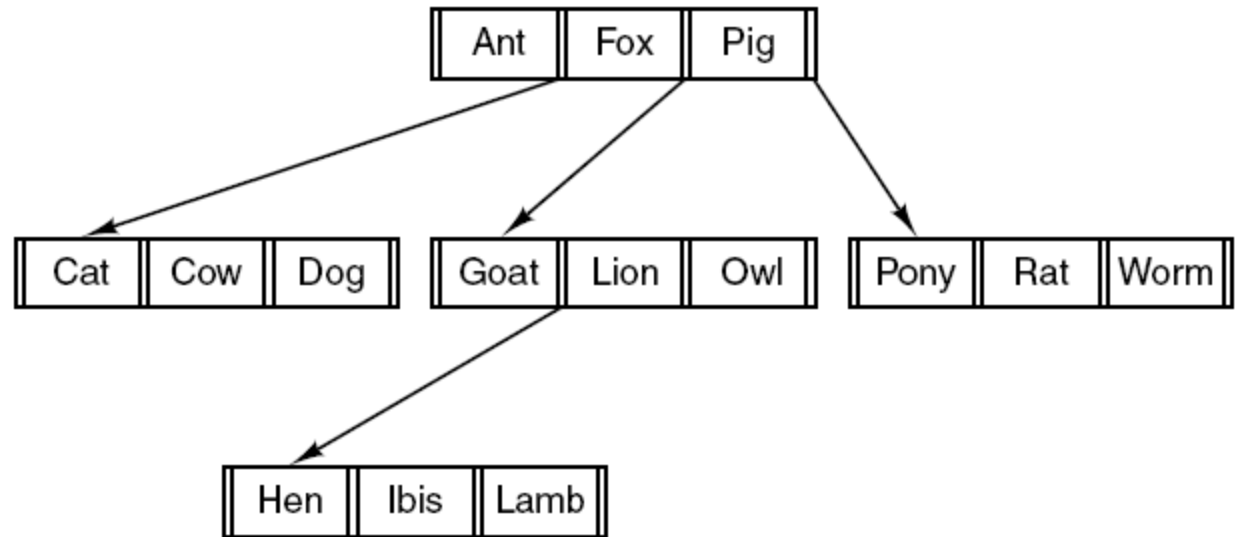 Ant Fox Pig
Cat Cow Dog Goat Lion Owl Pony Rat Worm
Hen Ibis Lamb